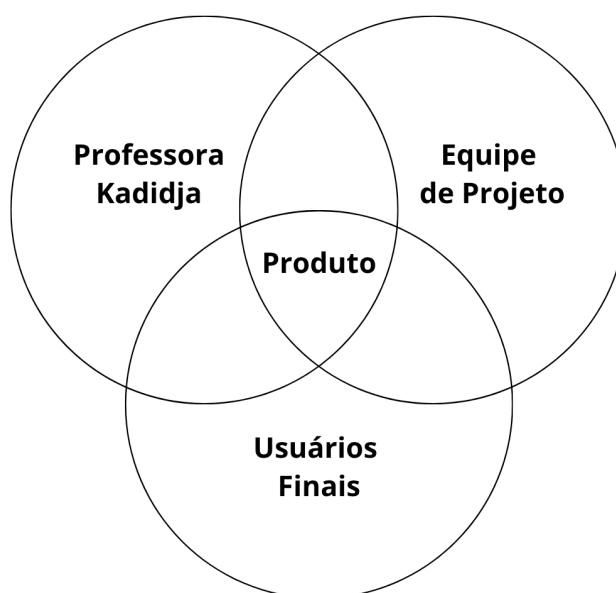 Professora
Kadidja
Equipe
de Projeto
Produto
Usuários
Finais